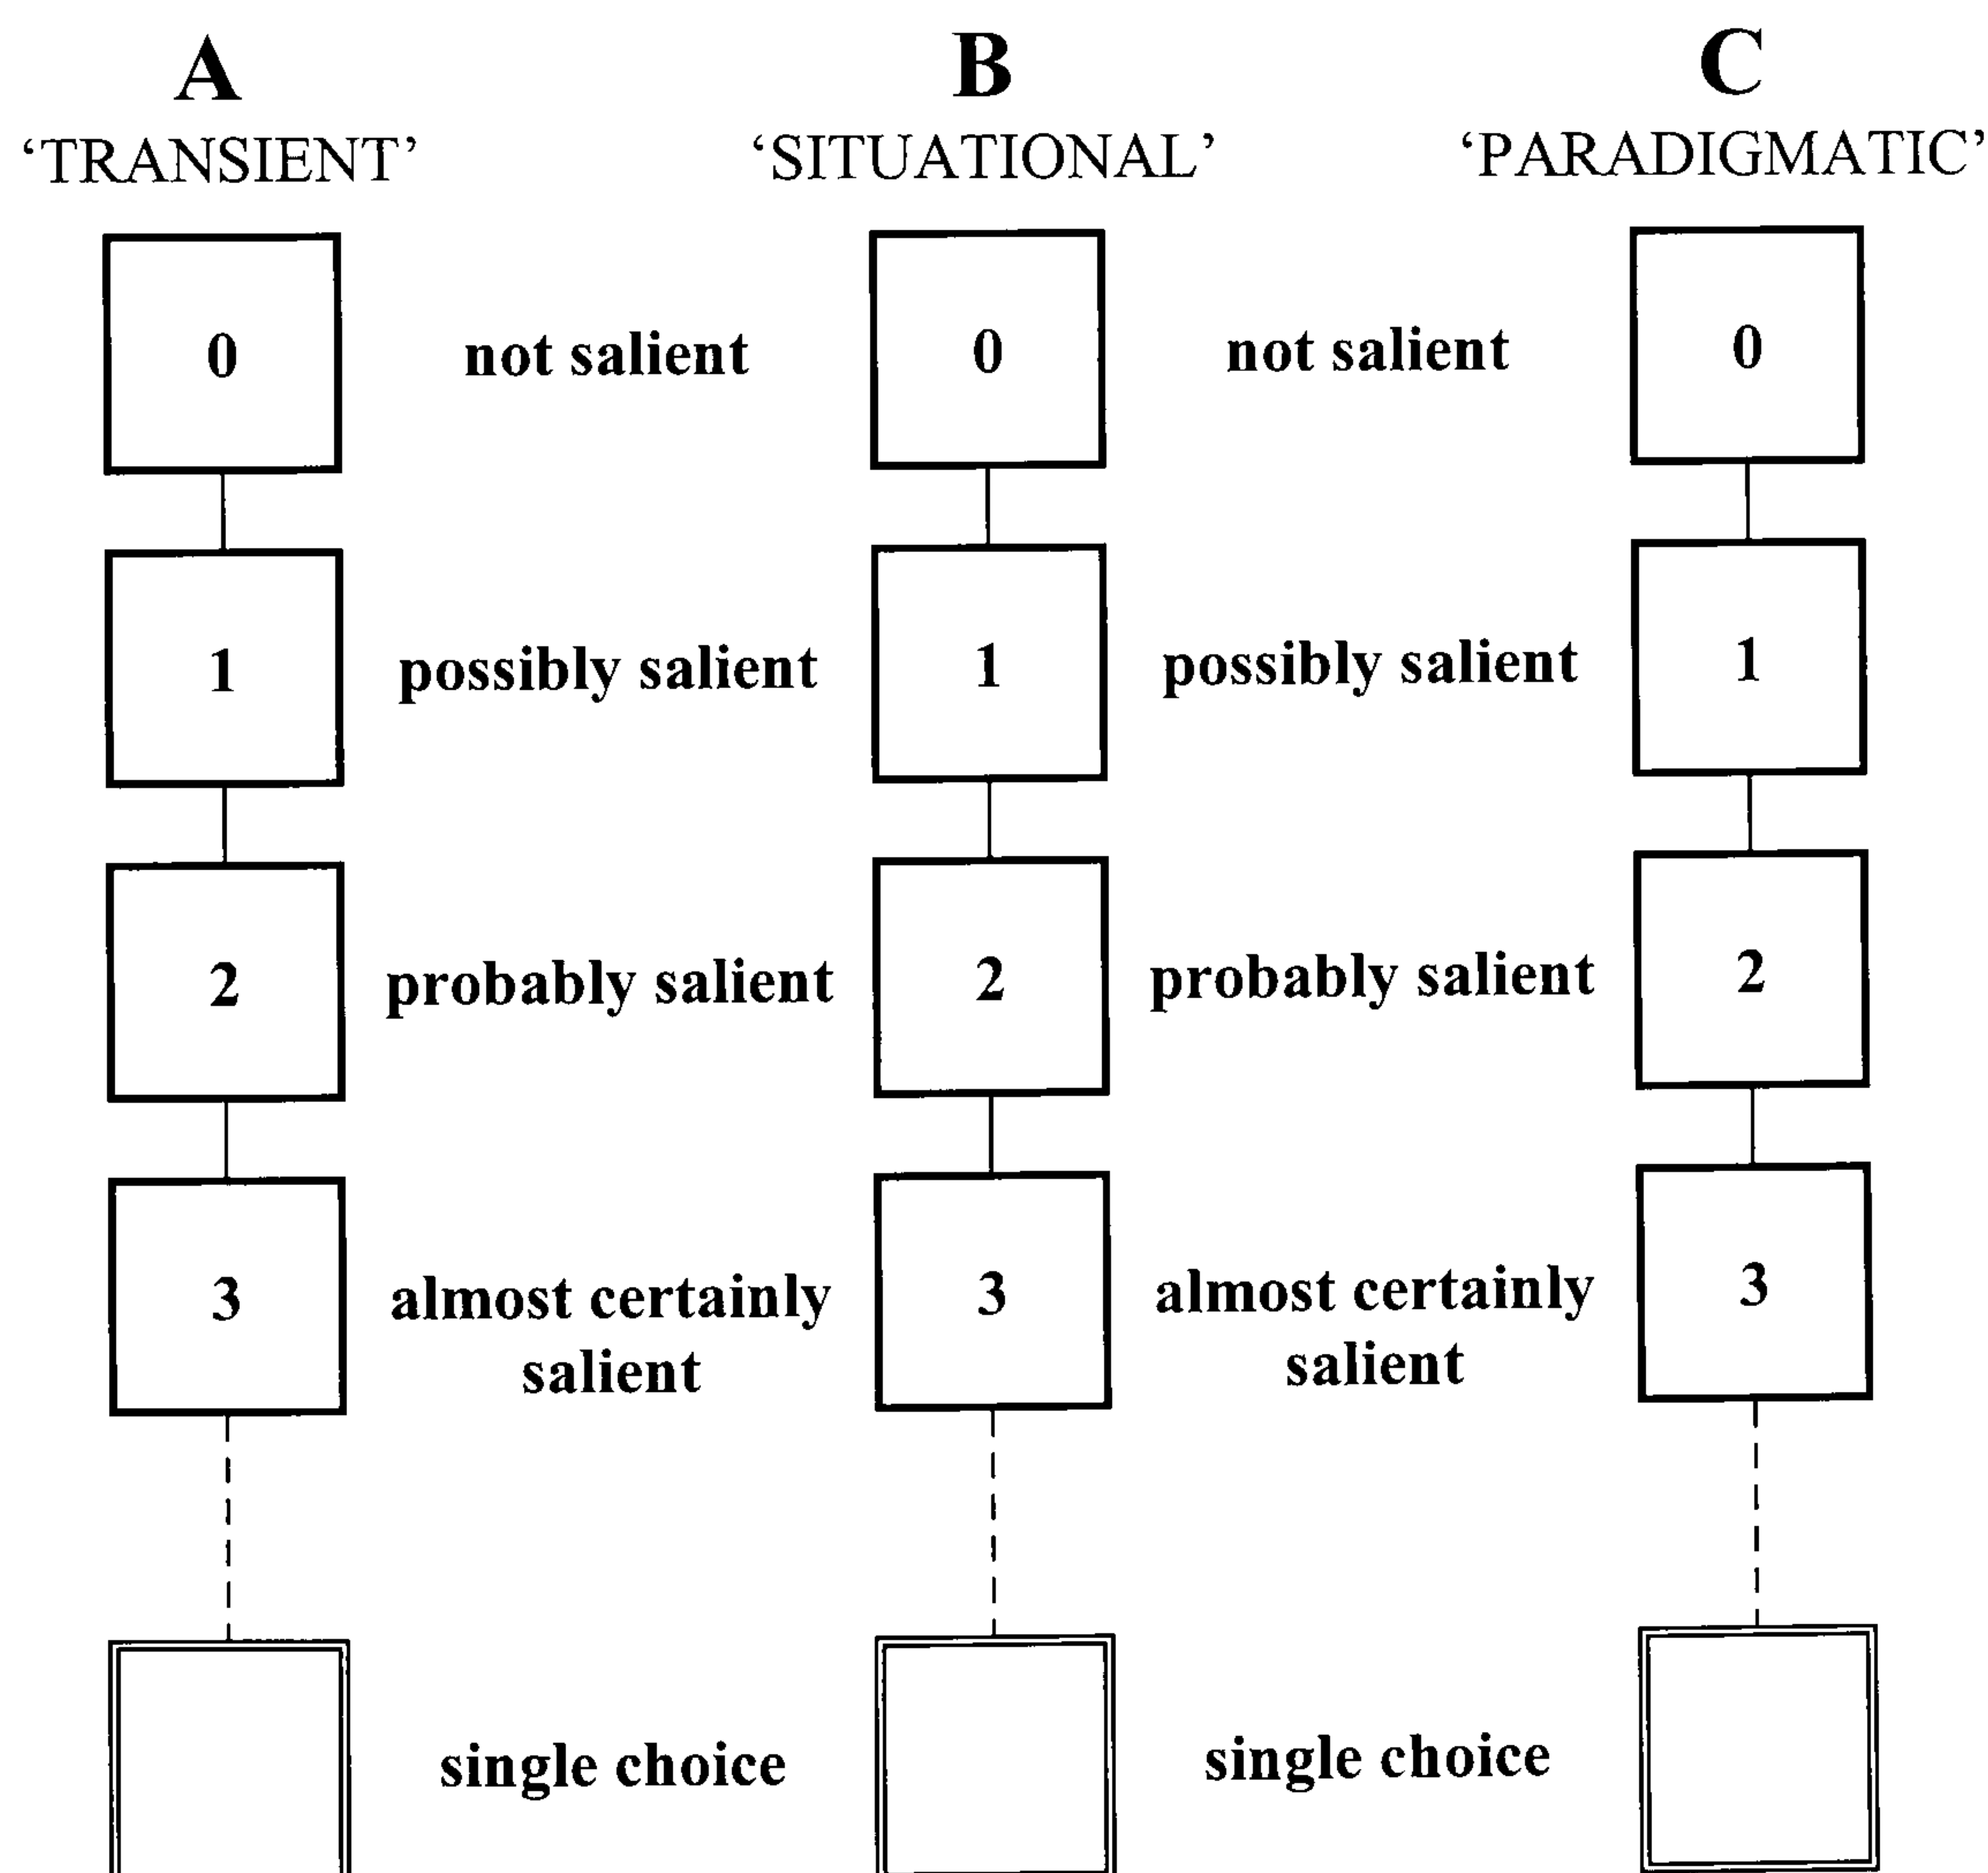 A B C
‘TRANSIENT’ ‘SITUATIONAL’ ‘PARADIGMATIC’
0 not salient 0 not salient 0
1 possibly salient 1 possibly salient 1
2 probably salient 2 probably salient 2
3 almost certainly 3 almost certainly 3
salient salient
single choice single choice